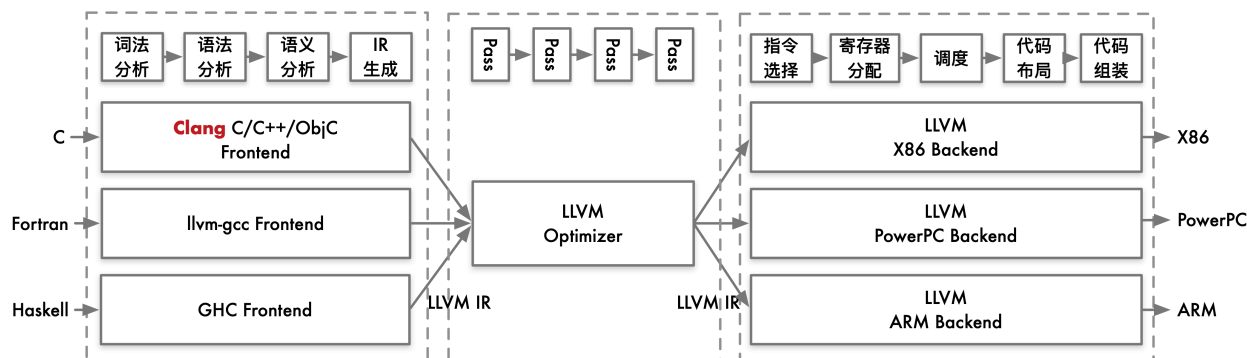 词法
分析
语法
分析
语义
分析
IR
生成
Pass
Pass
Pass
Pass
指令
选择
寄存器
分配
调度
代码
布局
代码
组装
C
Clang C/C++/ObjC
Frontend
LLVM
X86 Backend
X86
Fortran
llvm-gcc Frontend
LLVM
Optimizer
LLVM
PowerPC Backend
PowerPC
Haskell
GHC Frontend
LLVM IR
LLVM IR
LLVM
ARM Backend
ARM